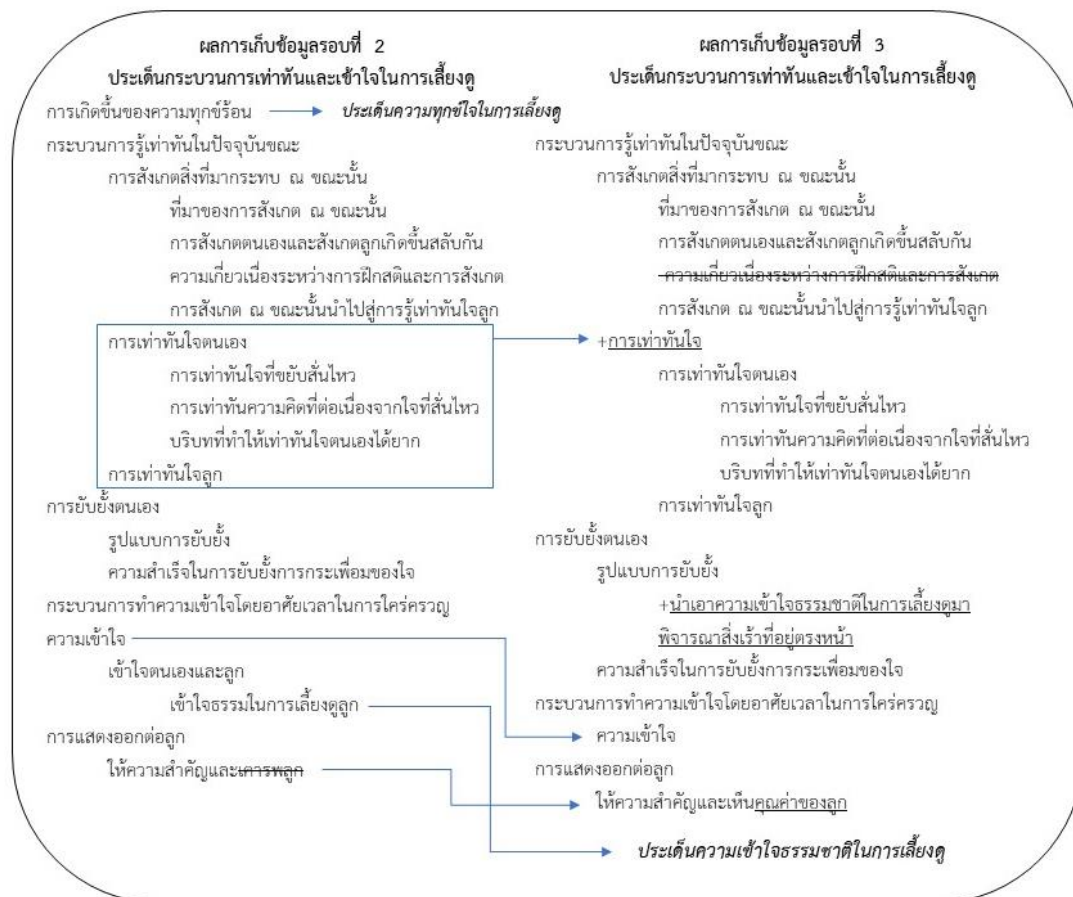 ผลการเก็บข้อมูลรอบที่ 2
ประเด็นกระบวนการเท่าทันและเข้าใจในการเลี้ยงดู
การเกิดขึ้นของความทุกข์ร้อน
ประเด็นความทุกข์ใจในการเลี้ยงดู
กระบวนการรู้เท่าทันในปัจจุบันขณะ
การสังเกตสิ่งที่มากระทบ ณ ขณะนั้น
ที่มาของการสังเกต ณ ขณะนั้น
การสังเกตตนเองและสังเกตลูกเกิดขึ้นสลับกัน
ความเกี่ยวเนื่องระหว่างการฝึกสติและการสังเกต
การสังเกต ณ ขณะนั้นนำไปสู่การรู้เท่าทันใจลูก
การเท่าทันใจตนเอง
การเท่าทันใจที่ขยับสั่นไหว
การเท่าทันความคิดที่ต่อเนื่องจากใจที่สั่นไหว
บริบทที่ทำให้เท่าทันใจตนเองได้ยาก
การเท่าทันใจลูก
การยับยั้งตนเอง
รูปแบบการยับยั้ง
ความสำเร็จในการยับยั้งการกระเพื่อมของใจ
กระบวนการทำความเข้าใจโดยอาศัยเวลาในการใคร่ครวญ
ความเข้าใจ
เข้าใจตนเองและลูก
เข้าใจธรรมในการเลี้ยงดูลูก
การแสดงออกต่อลูก
ให้ความสำคัญและเคารพลูก
ผลการเก็บข้อมูลรอบที่ 3
ประเด็นกระบวนการเท่าทันและเข้าใจในการเลี้ยงดู
กระบวนการรู้เท่าทันในปัจจุบันขณะ
การสังเกตสิ่งที่มากระทบ ณ ขณะนั้น
ที่มาของการสังเกต ณ ขณะนั้น
การสังเกตตนเองและสังเกตลูกเกิดขึ้นสลับกัน
ความเกี่ยวเนื่องระหว่างการฝึกสติและการสังเกต
การสังเกต ณ ขณะนั้นนำไปสู่การรู้เท่าทันใจลูก
+การเท่าทันใจ
การเท่าทันใจตนเอง
การเท่าทันใจที่ขยับสั่นไหว
การเท่าทันความคิดที่ต่อเนื่องจากใจที่สั่นไหว
บริบทที่ทำให้เท่าทันใจตนเองได้ยาก
การเท่าทันใจลูก
การยับยั้งตนเอง
รูปแบบการยับยั้ง
+นำเอาความเข้าใจธรรมชาติในการเลี้ยงดูมา
พิจารณาสิ่งเร้าที่อยู่ตรงหน้า
ความสำเร็จในการยับยั้งการกระเพื่อมของใจ
กระบวนการทำความเข้าใจโดยอาศัยเวลาในการใคร่ครวญ
ความเข้าใจ
การแสดงออกต่อลูก
ให้ความสำคัญและเห็นคุณค่าของลูก
ประเด็นความเข้าใจธรรมชาติในการเลี้ยงดู